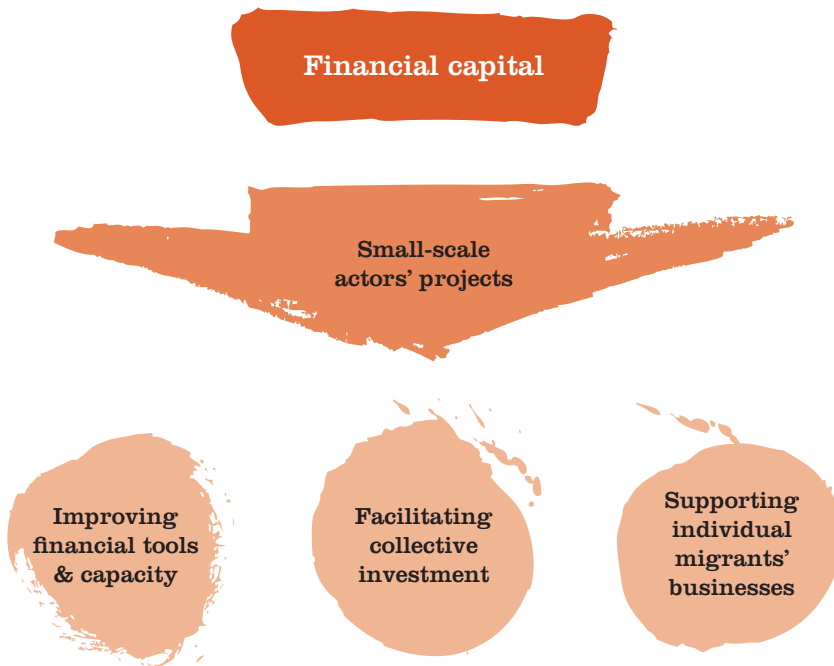 Financial capital
Small-scale
actors’ projects
Improving
financial tools
& capacity
Facilitating
collective
investment
Supporting
individual
migrants’
businesses